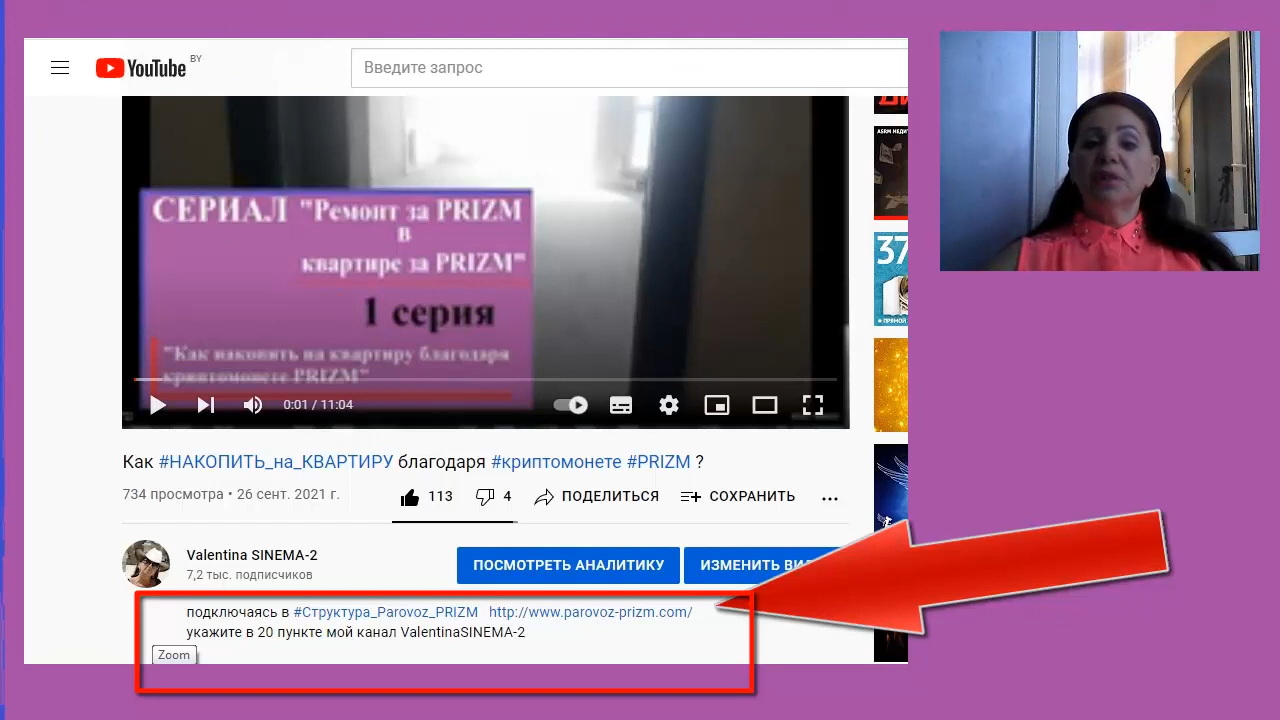 YouTube BY
Введите запрос
СЕРИАЛ "Ремонт за PRIZM
в
квартире за PRIZM"
1 серия
"Как накопить на квартиру благодаря
криптомонете PRIZM"
0:01 / 11:04
37
Как #НАКОПИТЬ_на_КВАРТИРУ благодаря #криптомонете #PRIZM ?
734 просмотра • 26 сент. 2021 г.
113
4
ПОДЕЛИТЬСЯ
СОХРАНИТЬ
Valentina SINEMA-2
7,2 тыс. подписчиков
ПОСМОТРЕТЬ АНАЛИТИКУ
ИЗМЕНИТЬ ВИД
подключаясь в #Структура_Parovoz_PRIZM http://www.parovoz-prizm.com/
укажите в 20 пункте мой канал ValentinaSINEMA-2
Zoom